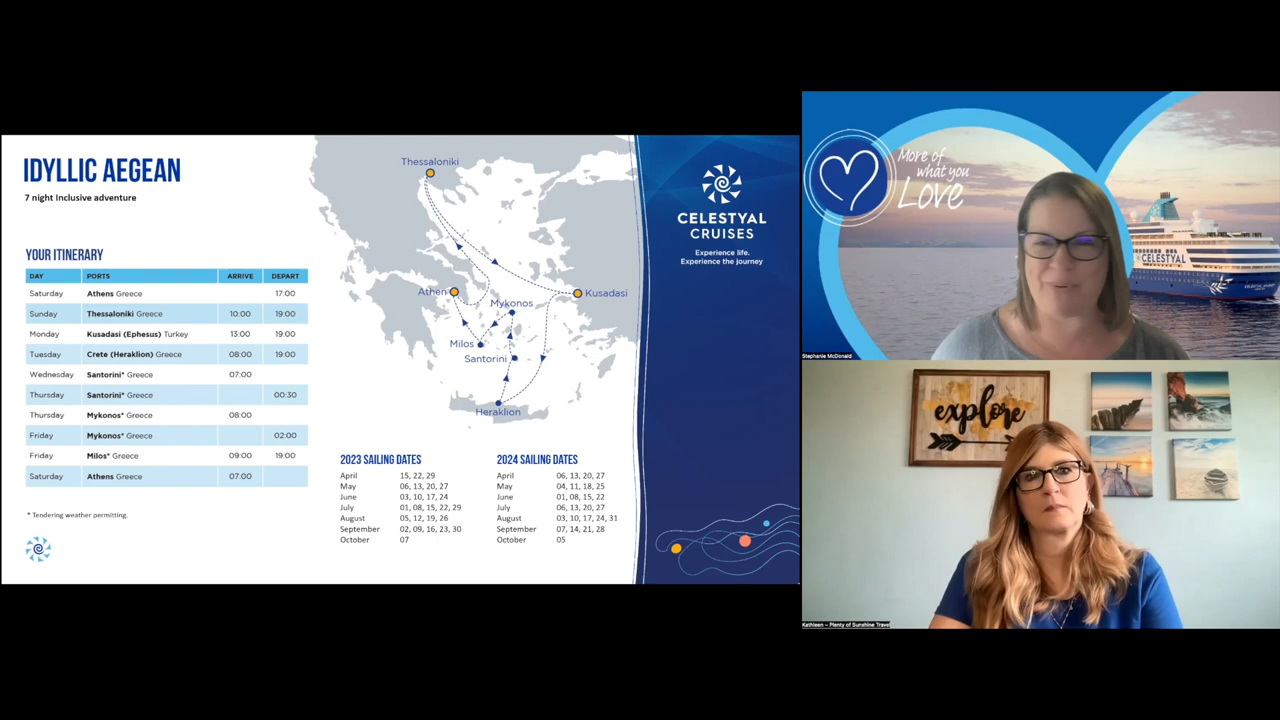 IDYLLIC AEGEAN
7 night Inclusive adventure
YOUR ITINERARY
DAY PORTS ARRIVE DEPART
Saturday Athens Greece 17:00
Sunday Thessaloniki Greece 10:00 19:00
Monday Kusadasi (Ephesus) Turkey 13:00 19:00
Tuesday Crete (Heraklion) Greece 08:00 19:00
Wednesday Santorini* Greece 07:00
Thursday Santorini* Greece 00:30
Thursday Mykonos* Greece 08:00
Friday Mykonos* Greece 02:00
Friday Milos* Greece 09:00 19:00
Saturday Athens Greece 07:00
* Tendering weather permitting.
Thessaloniki
Athen
Kusadasi
Mykonos
Milos
Santorini
Heraklion
2023 SAILING DATES
April 15, 22, 29
May 06, 13, 20, 27
June 03, 10, 17, 24
July 01, 08, 15, 22, 29
August 05, 12, 19, 26
September 02, 09, 16, 23, 30
October 07
2024 SAILING DATES
April 06, 13, 20, 27
May 04, 11, 18, 25
June 01, 08, 15, 22
July 06, 13, 20, 27
August 03, 10, 17, 24, 31
September 07, 14, 21, 28
October 05
CELESTYAL
CRUISES
Experience life.
Experience the journey
More of
what you
Love
CELESTYAL
Stephanie McDonald
explore
Kathleen – Plenty of Sunshine Travel